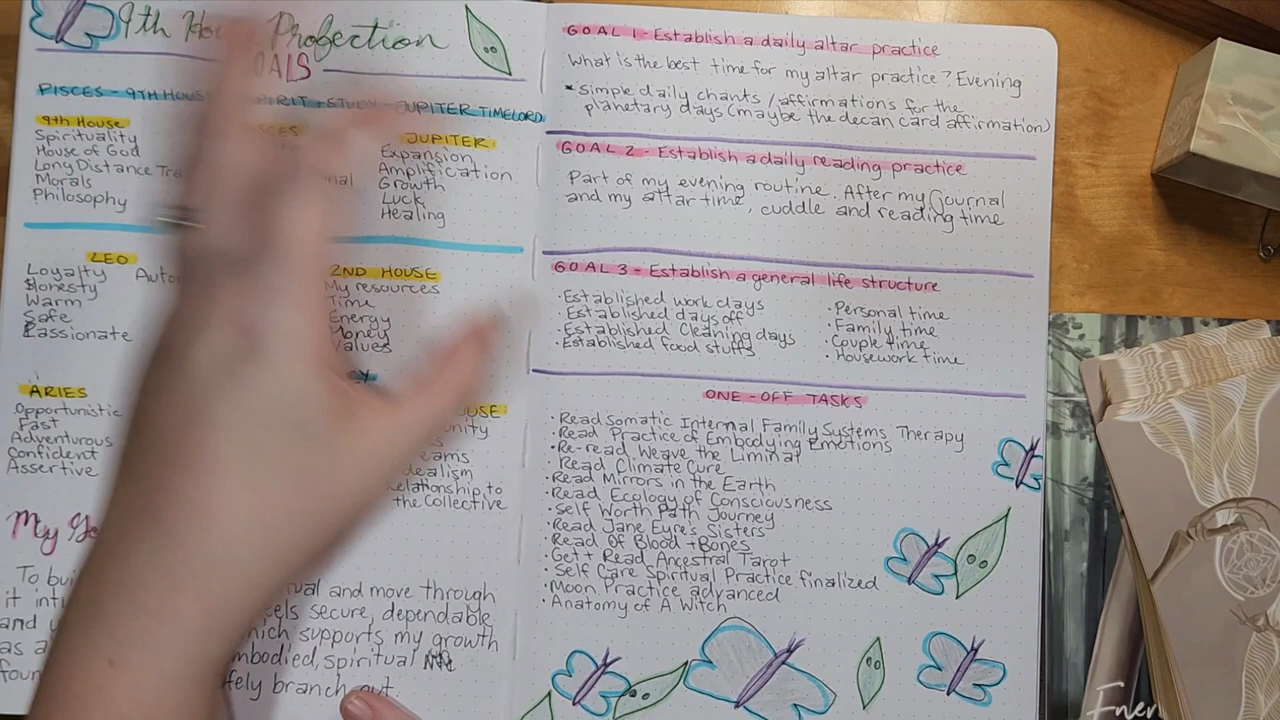 9th Projection
GOALS
PISCES - 9TH HOUSE SPIRIT + STUDY - JUPITER TIMELORD
9th House
Spirituality
House of God
Long Distance
Morals
Philosophy
JUPITER
Expansion
Amplification
Growth
Luck
Healing
LEO
Loyalty
Honesty
Warm
Safe
Passionate
2ND HOUSE
My resources
Time
Energy
Money
Values
ARIES
Opportunistic
Fast
Adventurous
Confident
Assertive
Relationship to
the Collective
My
To
and move through
secure, dependable
which supports my growth
embodied, spiritual
branch out.
GOAL 1 - Establish a daily altar practice
What is the best time for my altar practice? Evening
* simple daily chants / affirmations for the
planetary days (maybe the decan card affirmation)
GOAL 2 - Establish a daily reading practice
Part of my evening routine. After my journal
and my altar time, cuddle and reading time
GOAL 3 - Establish a general life structure
· Established work days
· Established days off
· Established Cleaning days
· Established food stuffs
· Personal time
· Family time
· Couple time
· Housework time
ONE-OFF TASKS
· Read Somatic Internal Family Systems Therapy
· Read Practice of Embodying Emotions
· Re-read Weave the Liminal
· Read Climate Cure
· Read Mirrors in the Earth
· Read Ecology of Consciousness
· Self Worth Path Journey
· Read Jane Eyre's Sisters
· Read Of Blood + Bones
· Get + Read Ancestral Tarot
· Self Care Spiritual Practice finalized
· Moon Practice advanced
· Anatomy of A Witch